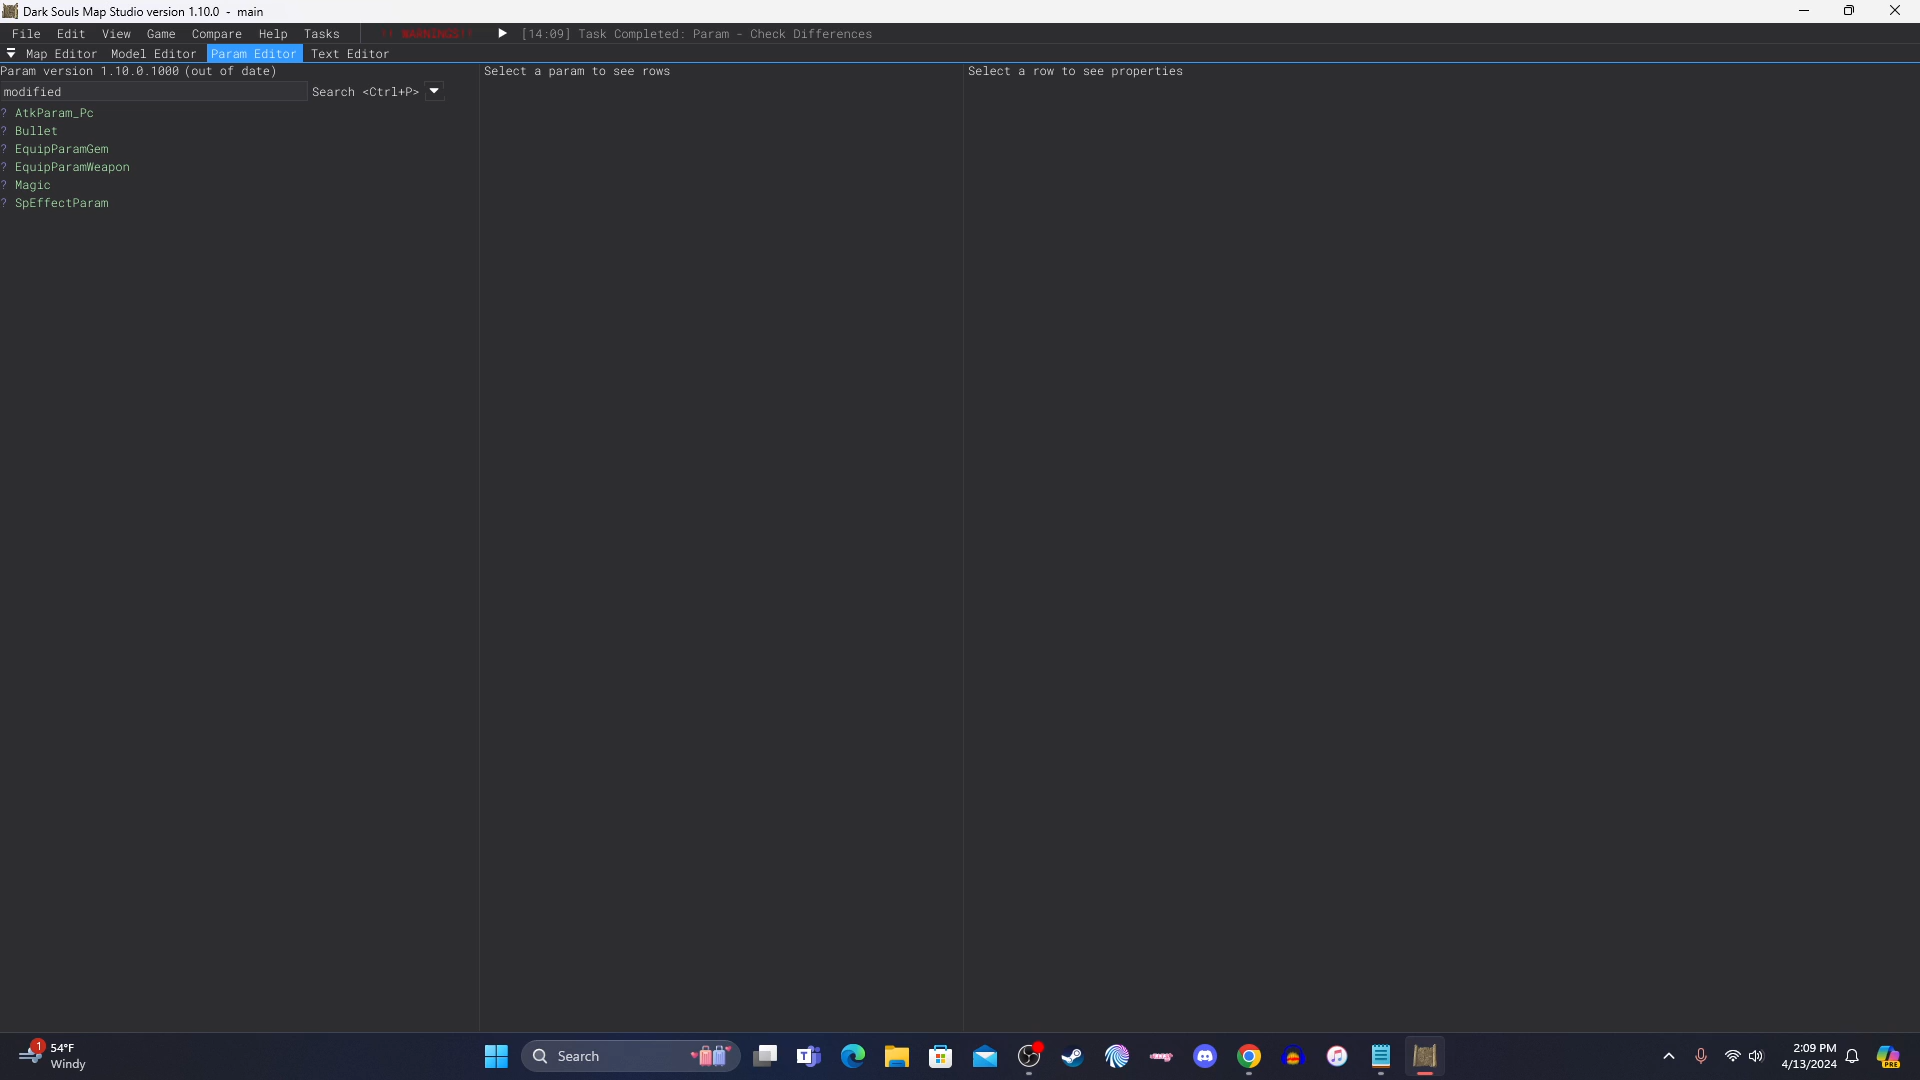 Dark Souls Map Studio version 1.10.0 - main
File Edit View Game Compare Help Tasks !! WARNINGS!! [14:09] Task Completed: Param - Check Differences
Map Editor Model Editor Param Editor Text Editor
Param version 1.10.0.1000 (out of date)
modified Search <Ctrl+P>
? AtkParam_Pc
? Bullet
? EquipParamGem
? EquipParamWeapon
? Magic
? SpEffectParam
Select a param to see rows
Select a row to see properties
1
54°F
Windy
Search
2:09 PM
4/13/2024
PRE